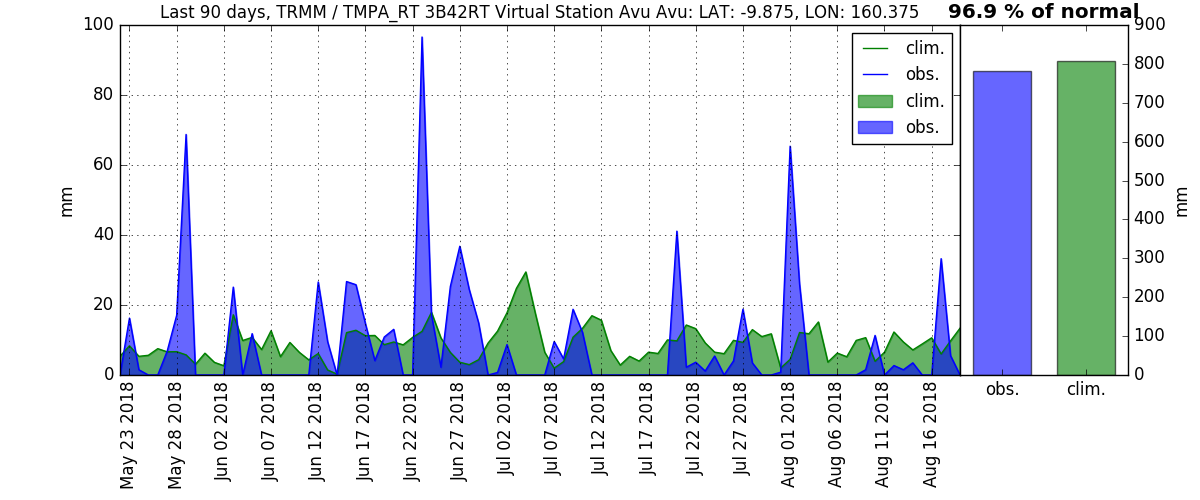 Last 90 days, TRMM / TMPA_RT 3B42RT Virtual Station Avu Avu: LAT: -9.875, LON: 160.375
96.9 % of normal
100
80
60
40
20
0
mm
clim.
obs.
clim.
obs.
900
800
700
600
500
400
300
200
100
0
mm
May 23 2018
May 28 2018
Jun 02 2018
Jun 07 2018
Jun 12 2018
Jun 17 2018
Jun 22 2018
Jun 27 2018
Jul 02 2018
Jul 07 2018
Jul 12 2018
Jul 17 2018
Jul 22 2018
Jul 27 2018
Aug 01 2018
Aug 06 2018
Aug 11 2018
Aug 16 2018
obs.
clim.